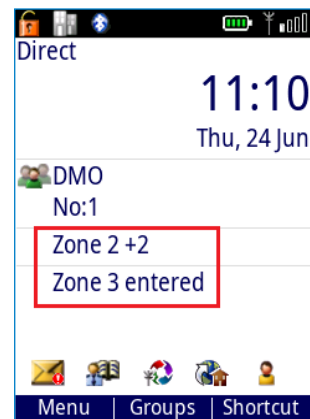 Direct
11:10
Thu, 24 Jun
DMO
No:1
Zone 2 +2
Zone 3 entered
Menu | Groups | Shortcut